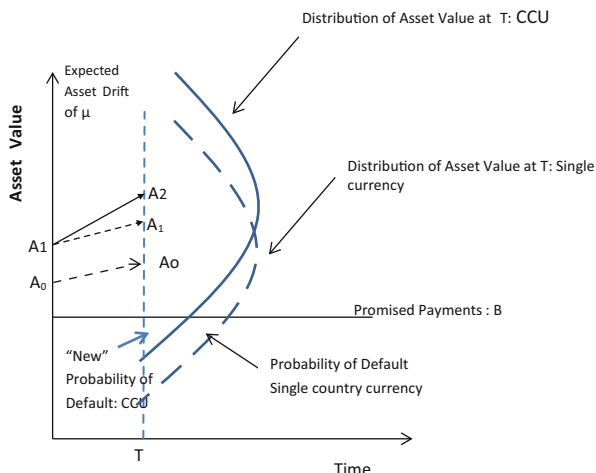 Distribution of Asset Value at T: CCU
Expected
Asset Drift
of μ
Asset Value
Distribution of Asset Value at T: Single
currency
A2
A₁
A1
Ao
A₀
Promised Payments : B
"New"
Probability of
Default: CCU
Probability of Default
Single country currency
T
Time